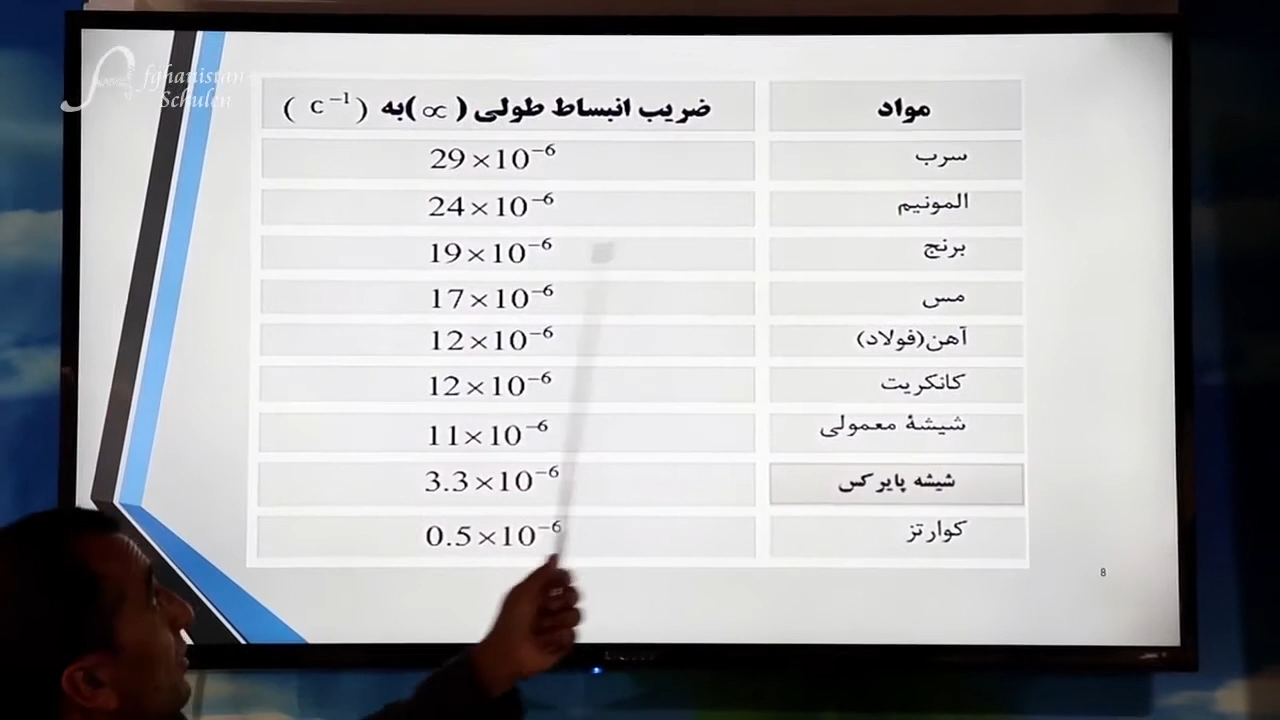 Afghanistan
Schulen
مواد ضریب انبساط طولی (∝) به (C⁻¹)
سرب 29×10⁻⁶
المونیم 24×10⁻⁶
برنج 19×10⁻⁶
مس 17×10⁻⁶
آهن(فولاد) 12×10⁻⁶
کانکریت 12×10⁻⁶
شیشهٔ معمولی 11×10⁻⁶
شیشه پایرکس 3.3×10⁻⁶
کوارتز 0.5×10⁻⁶
8